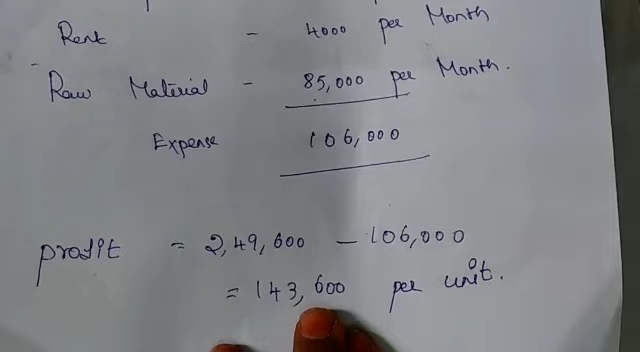 Rent - 4000 per Month
Raw Material - 85,000 per Month.
Expense 106,000
profit = 2,49,600 - 106,000
= 143,600 per unit.